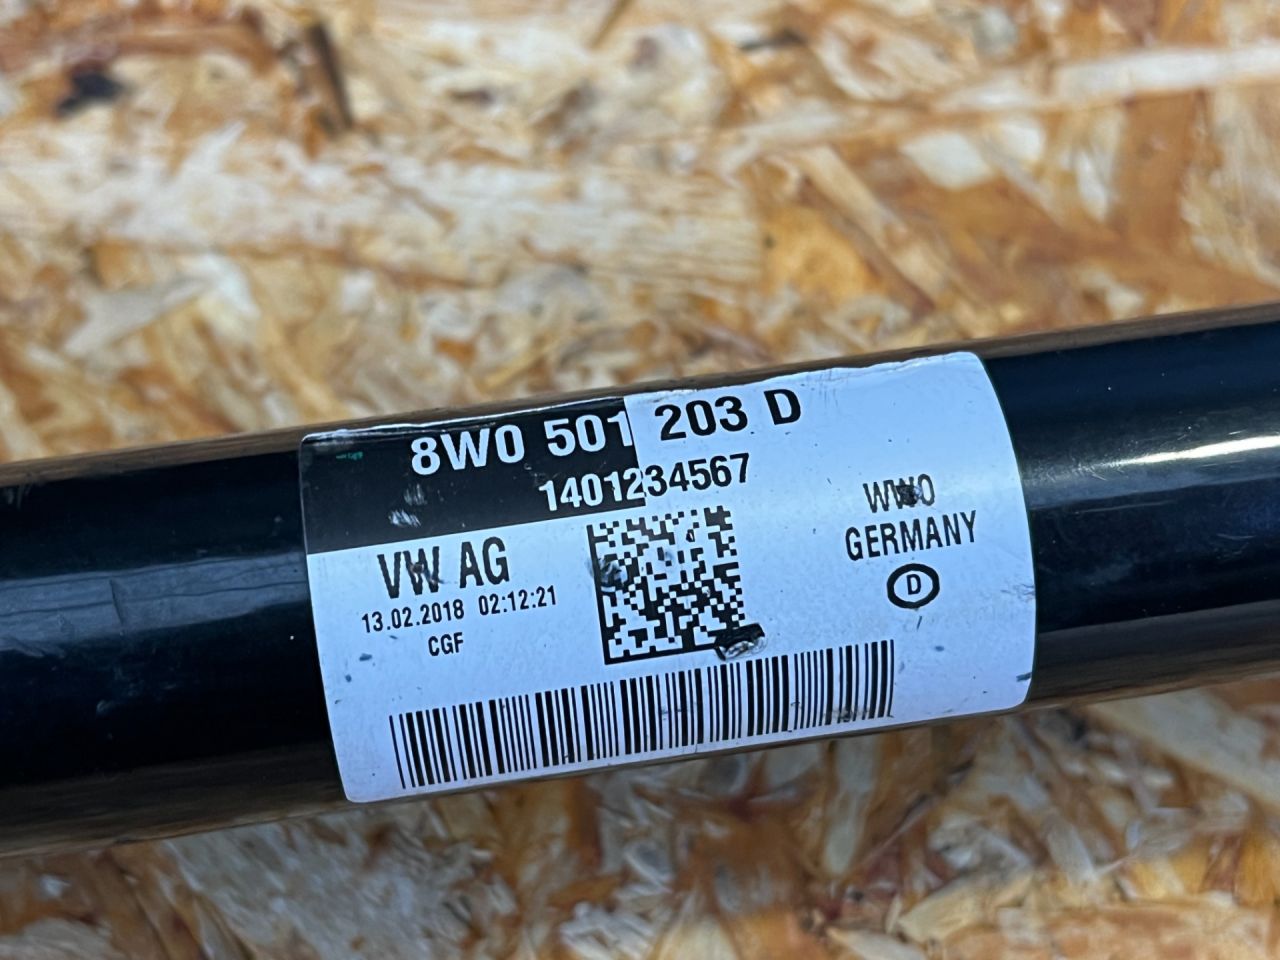 8W0 501 203 D
1401234567
VW AG
13.02.2018 02:12:21
CGF
WWO
GERMANY
D